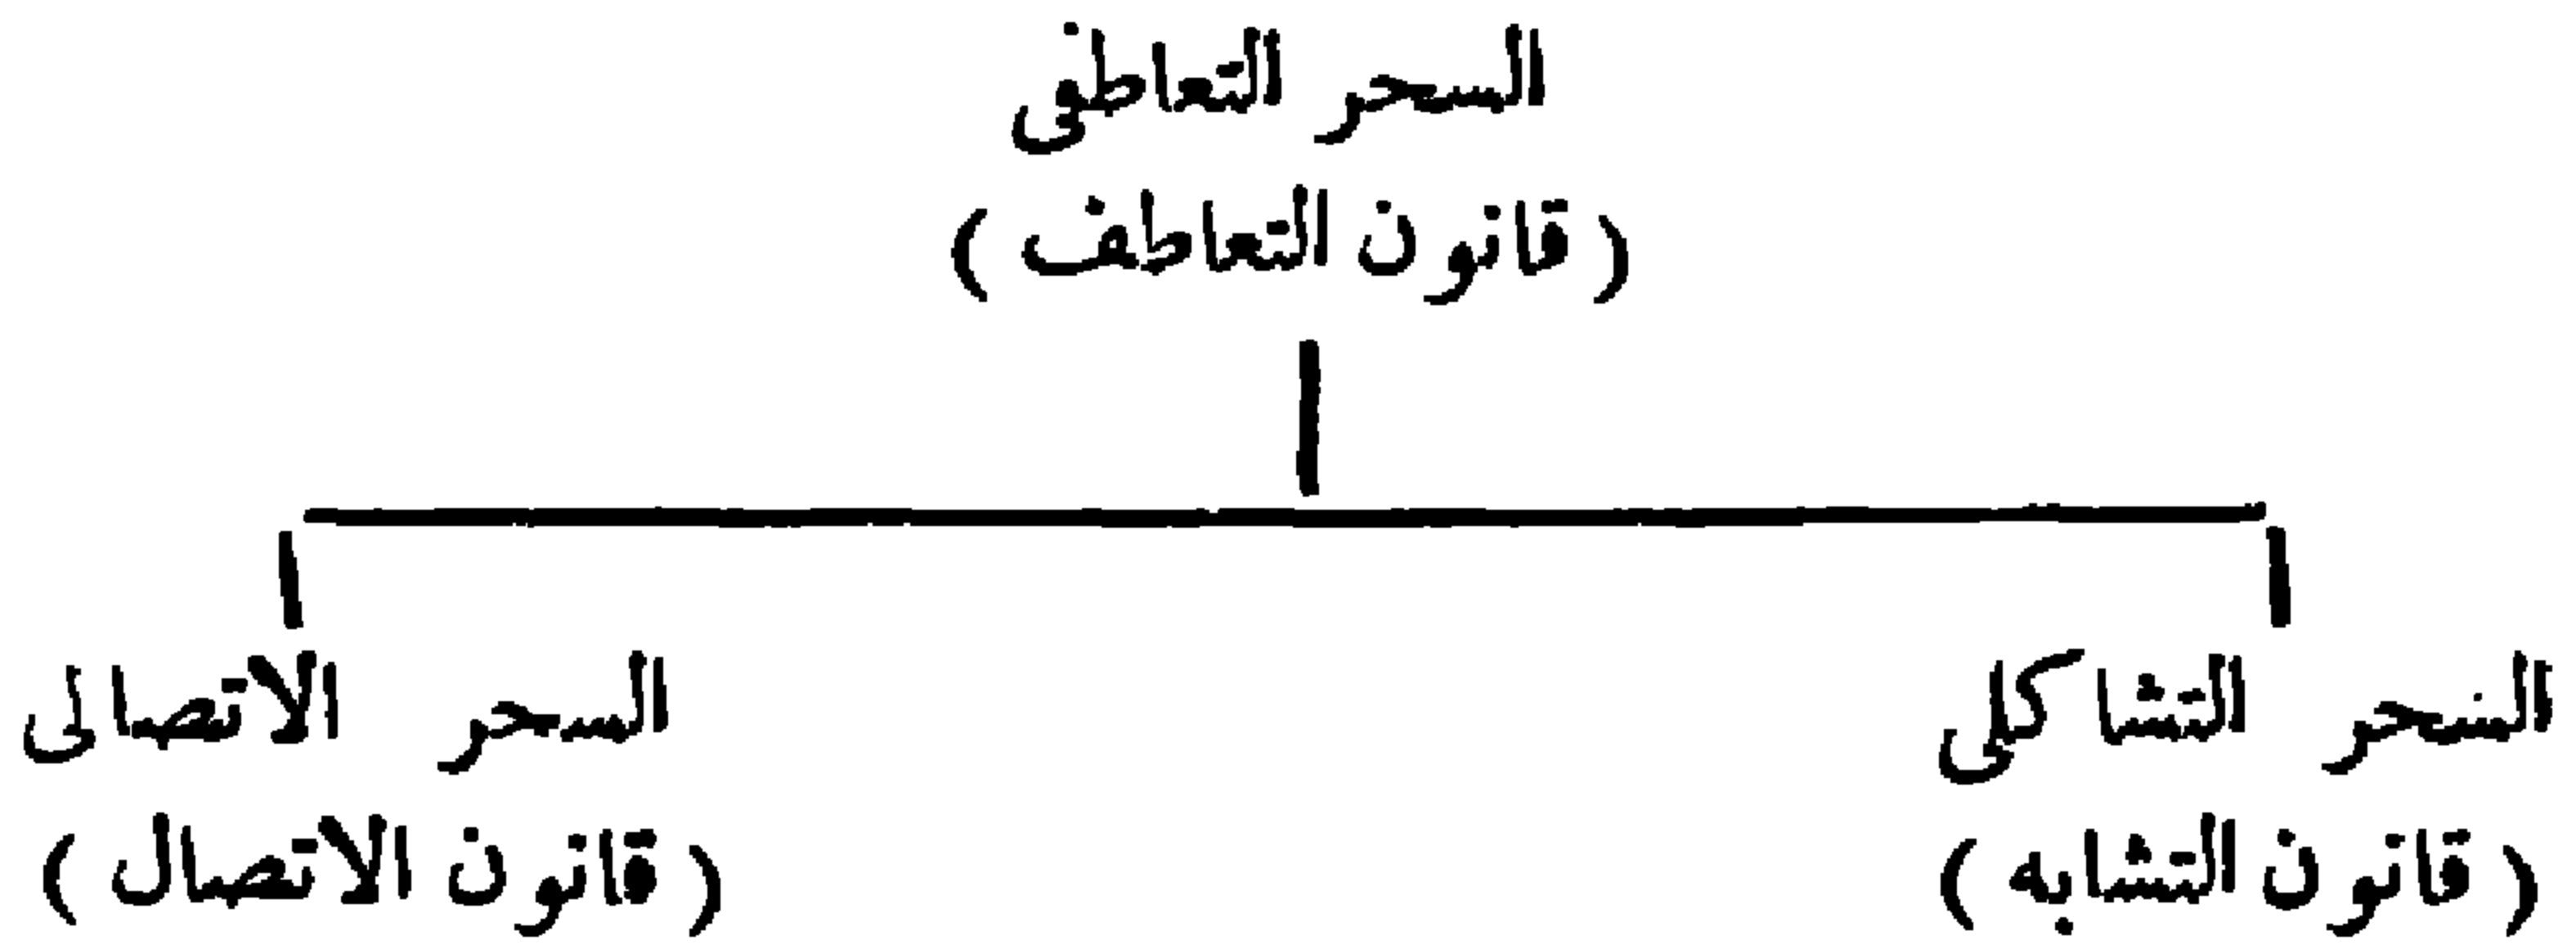 السحر التعاطفى
( قانون التعاطف )
السحر التشاكلى
( قانون التشابه )
السحر الاتصالى
( قانون الاتصال )